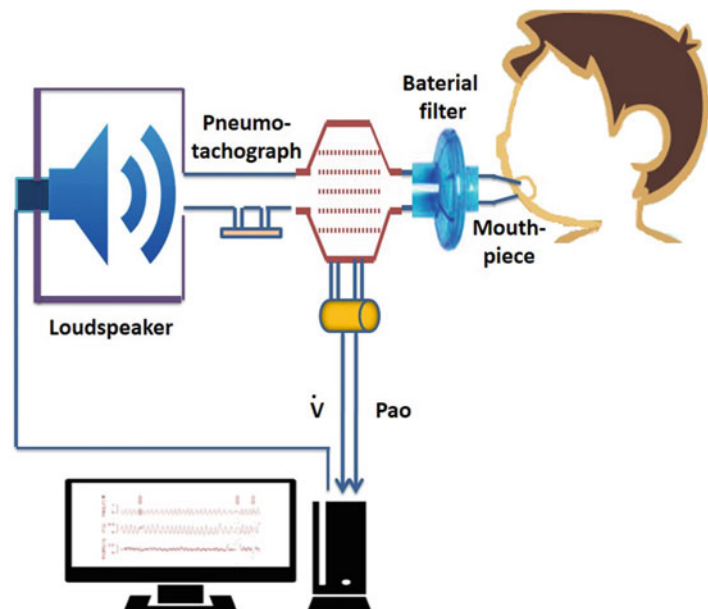 Baterial
filter
Pneumo-
tachograph
Mouth-
piece
Loudspeaker
V̇
Pao